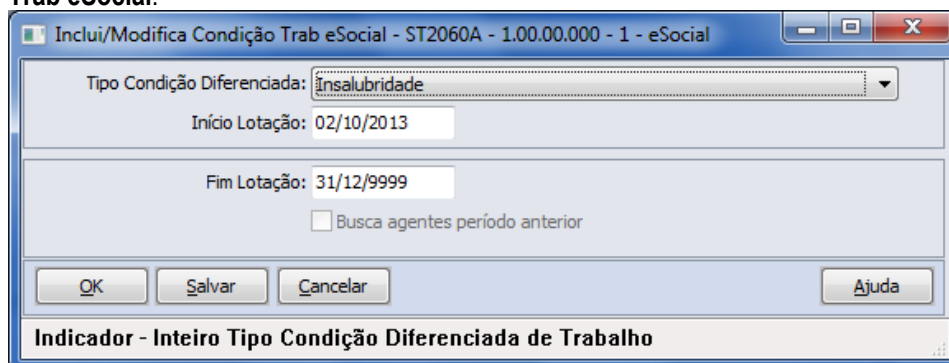 Trab eSocial.
Inclui/Modifica Condição Trab eSocial - ST2060A - 1.00.00.000 - 1 - eSocial
Tipo Condição Diferenciada: Insalubridade
Início Lotação: 02/10/2013
Fim Lotação: 31/12/9999
Busca agentes período anterior
OK Salvar Cancelar Ajuda
Indicador - Inteiro Tipo Condição Diferenciada de Trabalho